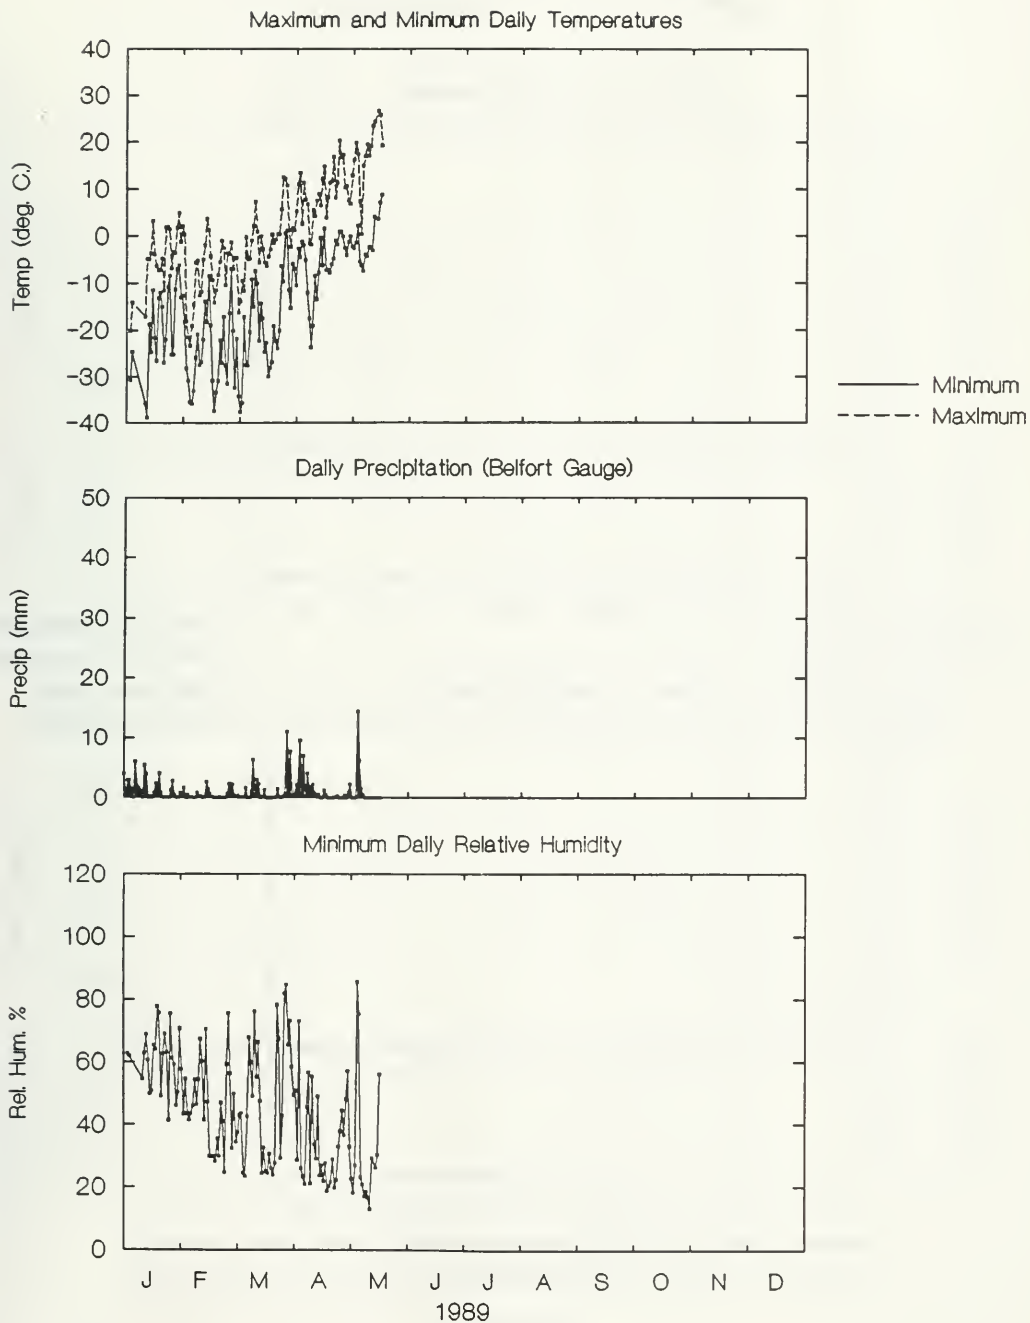 Maximum and Minimum Daily Temperatures
40
30
20
10
0
-10
-20
-30
-40
Temp (deg. C.)
Minimum
Maximum
Daily Precipitation (Belfort Gauge)
50
40
30
20
10
0
Precip (mm)
Minimum Daily Relative Humidity
120
100
80
60
40
20
0
Rel. Hum. %
J F M A M J J A S O N D
1989